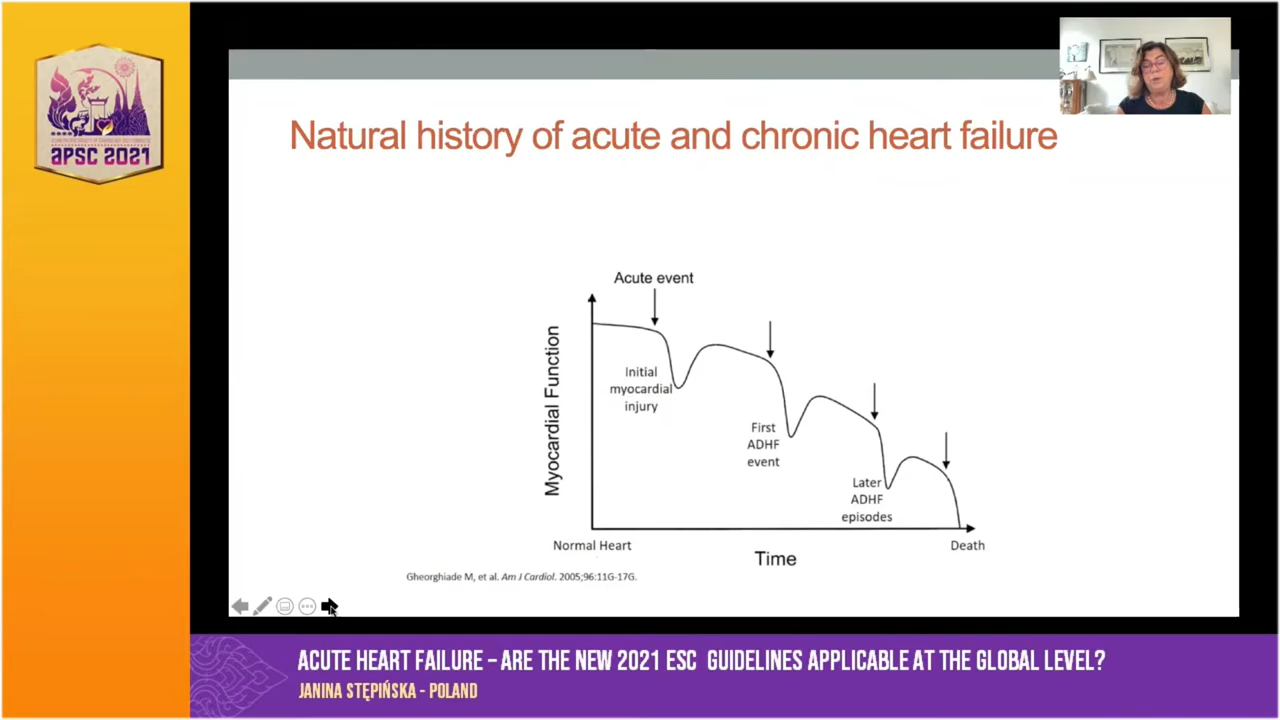 APSC 2021
Natural history of acute and chronic heart failure
Acute event
Myocardial Function
Initial
myocardial
injury
First
ADHF
event
Later
ADHF
episodes
Normal Heart
Time
Death
Gheorghiade M, et al. Am J Cardiol. 2005;96:11G-17G.
ACUTE HEART FAILURE – ARE THE NEW 2021 ESC GUIDELINES APPLICABLE AT THE GLOBAL LEVEL?
JANINA STĘPIŃSKA - POLAND